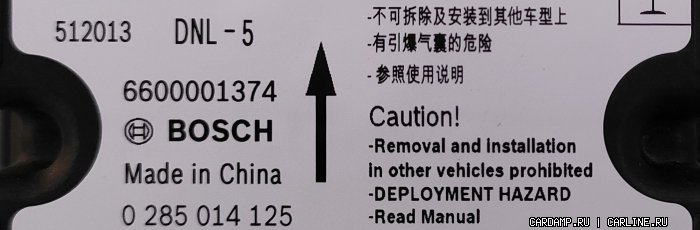 512013 DNL-5
6600001374
BOSCH
Made in China
0 285 014 125
-不可拆除及安装到其他车型上
-有引爆气囊的危险
-参照使用说明
Caution!
-Removal and installation
in other vehicles prohibited
-DEPLOYMENT HAZARD
-Read Manual
CARDAMP.RU | CARLINE.RU